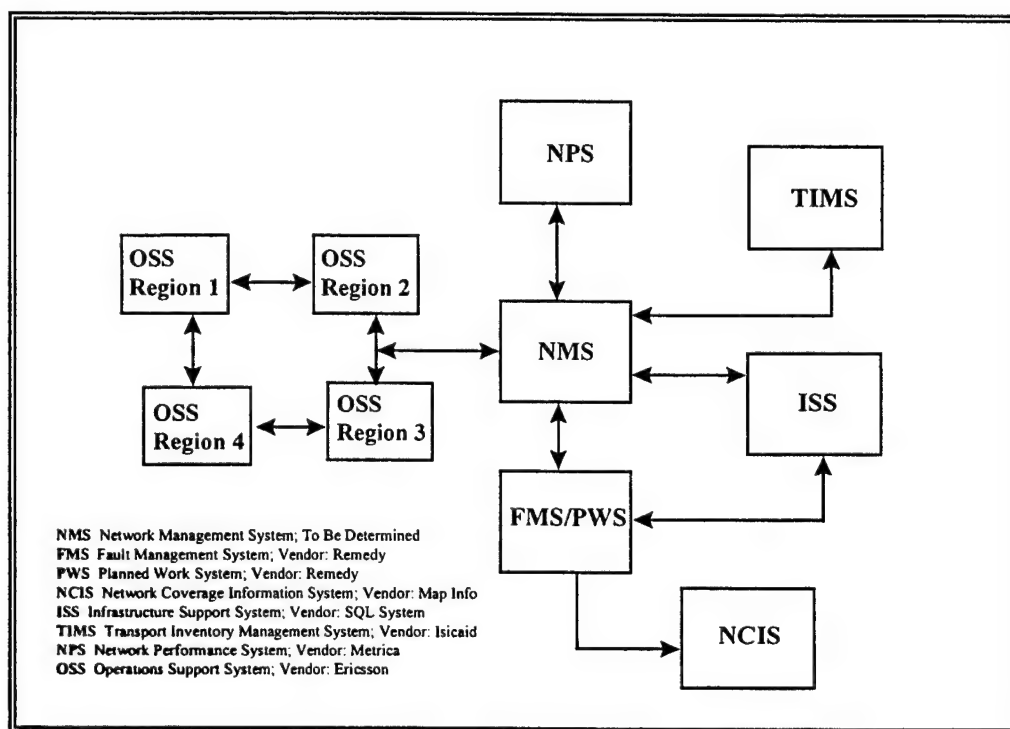 NPS
TIMS
OSS
Region 1
OSS
Region 2
NMS
OSS
Region 4
OSS
Region 3
ISS
FMS/PWS
NCIS
NMS Network Management System; To Be Determined
FMS Fault Management System; Vendor: Remedy
PWS Planned Work System; Vendor: Remedy
NCIS Network Coverage Information System; Vendor: Map Info
ISS Infrastructure Support System; Vendor: SQL System
TIMS Transport Inventory Management System; Vendor: Isicaid
NPS Network Performance System; Vendor: Metrica
OSS Operations Support System; Vendor: Ericsson